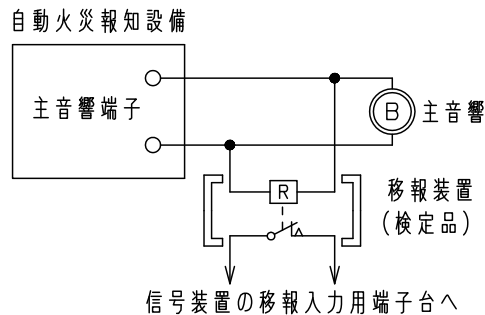 自動火災報知設備
主音響端子
B
主音響
R
移報装置
(検定品)
信号装置の移報入力用端子台へ